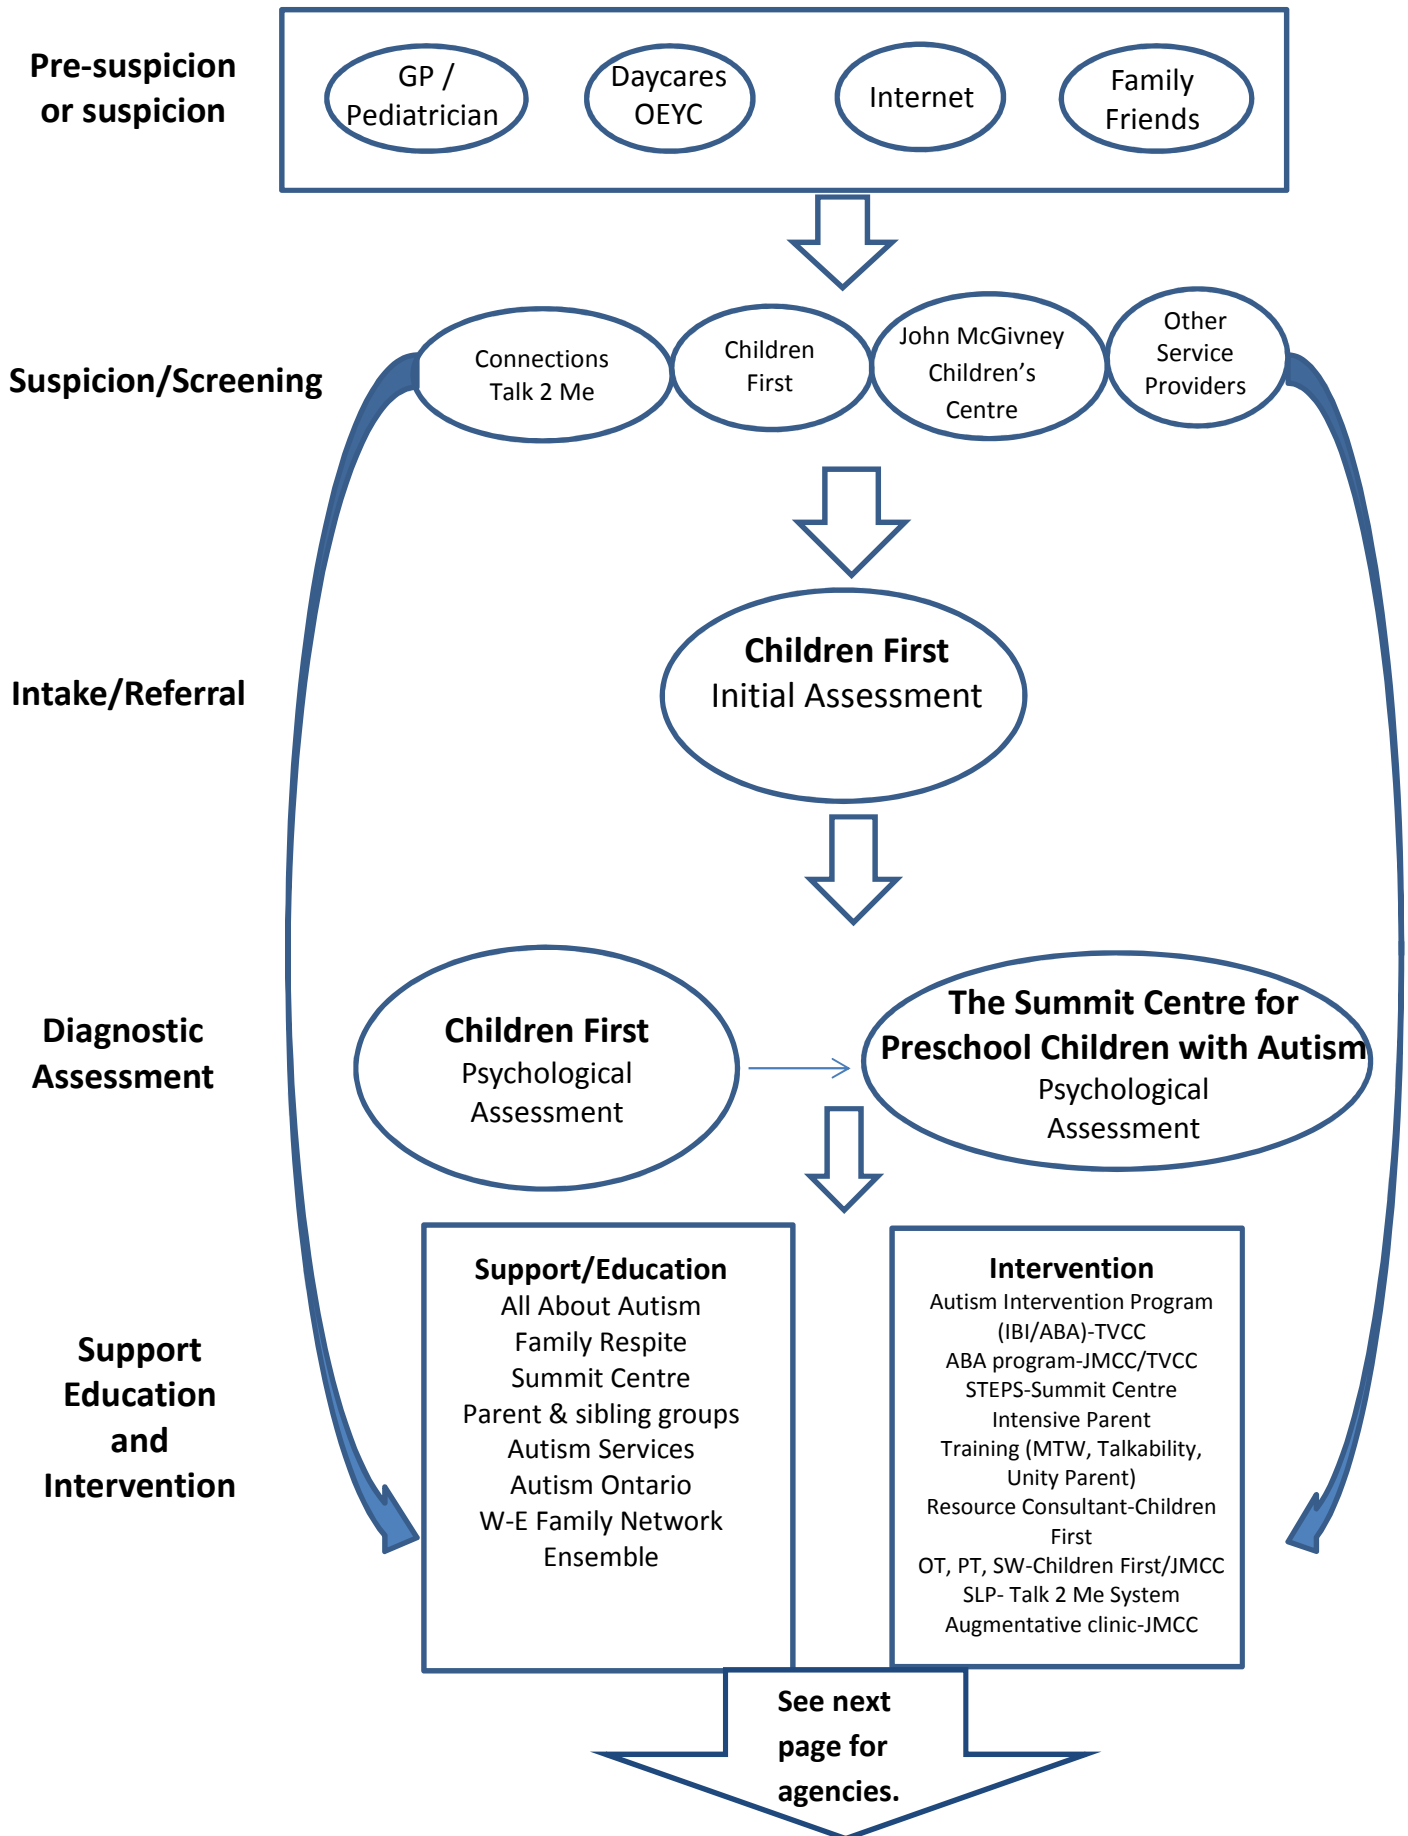 Pre-suspicion
or suspicion
GP /
Pediatrician
Daycares
OEYC
Internet
Family
Friends
Suspicion/Screening
Connections
Talk 2 Me
Children
First
John McGivney
Children’s
Centre
Other
Service
Providers
Intake/Referral
Children First
Initial Assessment
Diagnostic
Assessment
Children First
Psychological
Assessment
The Summit Centre for
Preschool Children with Autism
Psychological
Assessment
Support
Education
and
Intervention
Support/Education
All About Autism
Family Respite
Summit Centre
Parent & sibling groups
Autism Services
Autism Ontario
W-E Family Network
Ensemble
Intervention
Autism Intervention Program
(IBI/ABA)-TVCC
ABA program-JMCC/TVCC
STEPS-Summit Centre
Intensive Parent
Training (MTW, Talkability,
Unity Parent)
Resource Consultant-Children
First
OT, PT, SW-Children First/JMCC
SLP- Talk 2 Me System
Augmentative clinic-JMCC
See next
page for
agencies.